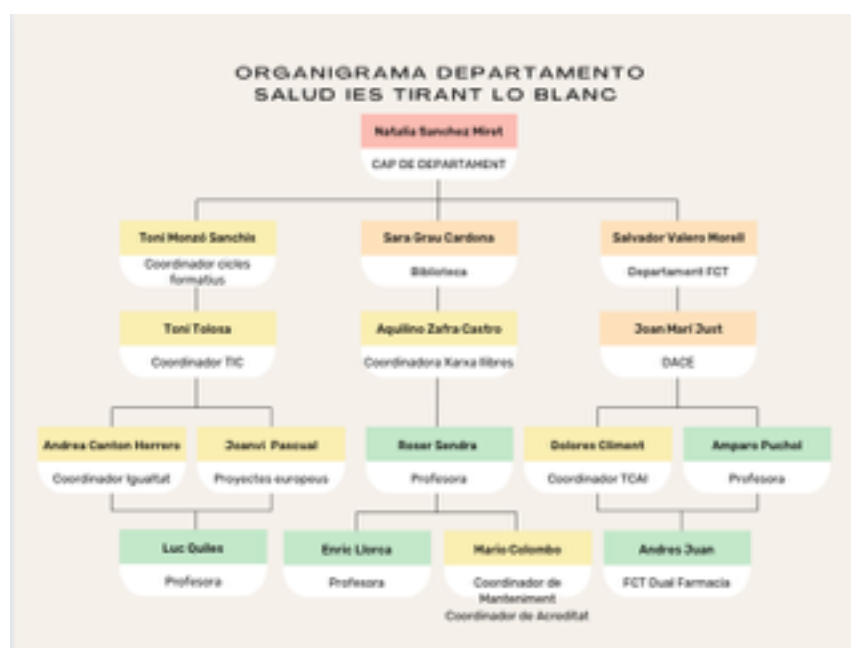 ORGANIGRAMA DEPARTAMENTO
SALUD IES TIRANT LO BLANC
Natalia Sanchez Miret
CAP DE DEPARTAMENT
Toni Monzó Sanchis
Coordinador cicles
formatius
Sara Grau Cardona
Biblioteca
Salvador Valero Morell
Departament FCT
Toni Tolosa
Coordinador TIC
Aquilino Zafra Castro
Coordinadora Xarxa llibres
Joan Marí Just
DACE
Andrea Canton Herrero
Coordinador Igualtat
Joanvi Pascual
Proyectes europeus
Roser Sendra
Profesora
Dolores Climent
Coordinador TCAI
Amparo Puchol
Profesora
Luc Quiles
Profesora
Enric Llorca
Profesora
Mario Colombo
Coordinador de
Manteniment
Coordinador de Acreditat
Andres Juan
FCT Dual Farmacia